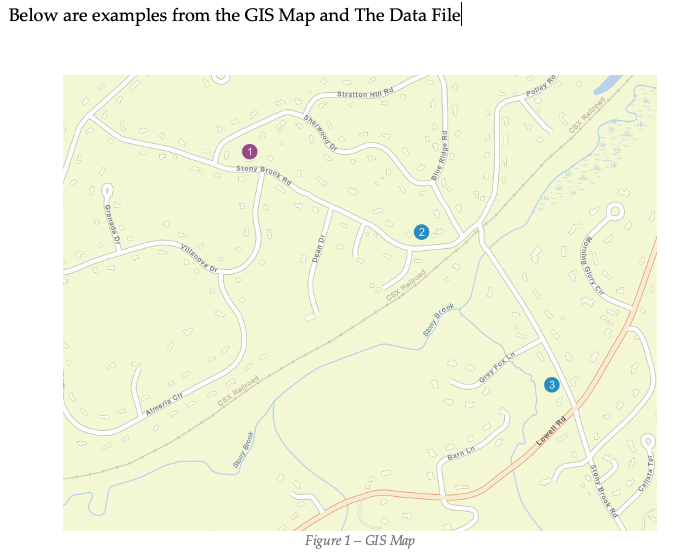 Below are examples from the GIS Map and The Data File
Stratton Hill Rd
Polley Rd
CSX Railroad
Sherwood Dr
Blue Ridge Rd
1
Stony Brook Rd
Granada Dr
2
Villanova Dr
Dean Dr
Morning Glory Cir
CSX Railroad
Stony Brook
Grey Fox Ln
3
CSX Railroad
Almeria Cir
Lowell Rd
Stony Brook
Barn Ln
Stony Brook Rd
Calista Ter
Figure 1 – GIS Map